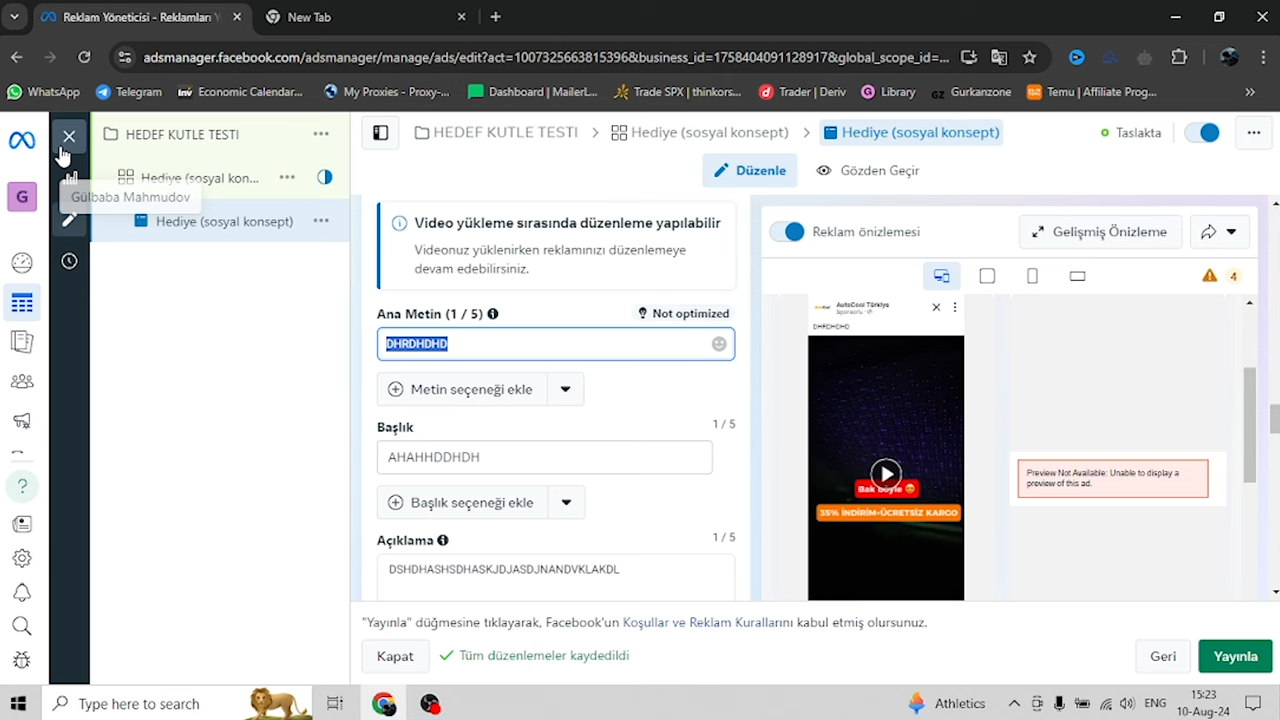 Reklam Yöneticisi - Reklamları Y
New Tab
adsmanager.facebook.com/adsmanager/manage/ads/edit?act=1007325663815396&business_id=1758404091128917&global_scope_id=...
WhatsApp
Telegram
Economic Calendar...
My Proxies - Proxy-...
Dashboard | MailerL...
Trade SPX | thinkors...
Trader | Deriv
Library
GZ
Gurkanzone
Temu | Affiliate Prog...
HEDEF KUTLE TESTI
HEDEF KUTLE TESTI
Hediye (sosyal konsept)
Hediye (sosyal konsept)
Taslakta
Düzenle
Gözden Geçir
G
Hediye (sosyal kon...
Gülbaba Mahmudov
Hediye (sosyal konsept)
Video yükleme sırasında düzenleme yapılabilir
Videonuz yüklenirken reklamınızı düzenlemeye
devam edebilirsiniz.
Reklam önizlemesi
Gelişmiş Önizleme
4
Ana Metin (1 / 5)
Not optimized
DHRDHDHD
Metin seçeneği ekle
Başlık
1 / 5
AHAHHDDHDH
Başlık seçeneği ekle
Açıklama
1 / 5
DSHDHASHSDHASKJDJASDJNANDVKLAKDL
AutoCool Türkiye
Sponsorlu
DHRDHDHD
Bak böyle
35% İNDİRİM+ÜCRETSİZ KARGO
Preview Not Available: Unable to display a
preview of this ad.
"Yayınla" düğmesine tıklayarak, Facebook'un Koşullar ve Reklam Kurallarını kabul etmiş olursunuz.
Kapat
Tüm düzenlemeler kaydedildi
Geri
Yayınla
Type here to search
Athletics
ENG
15:23
10-Aug-24